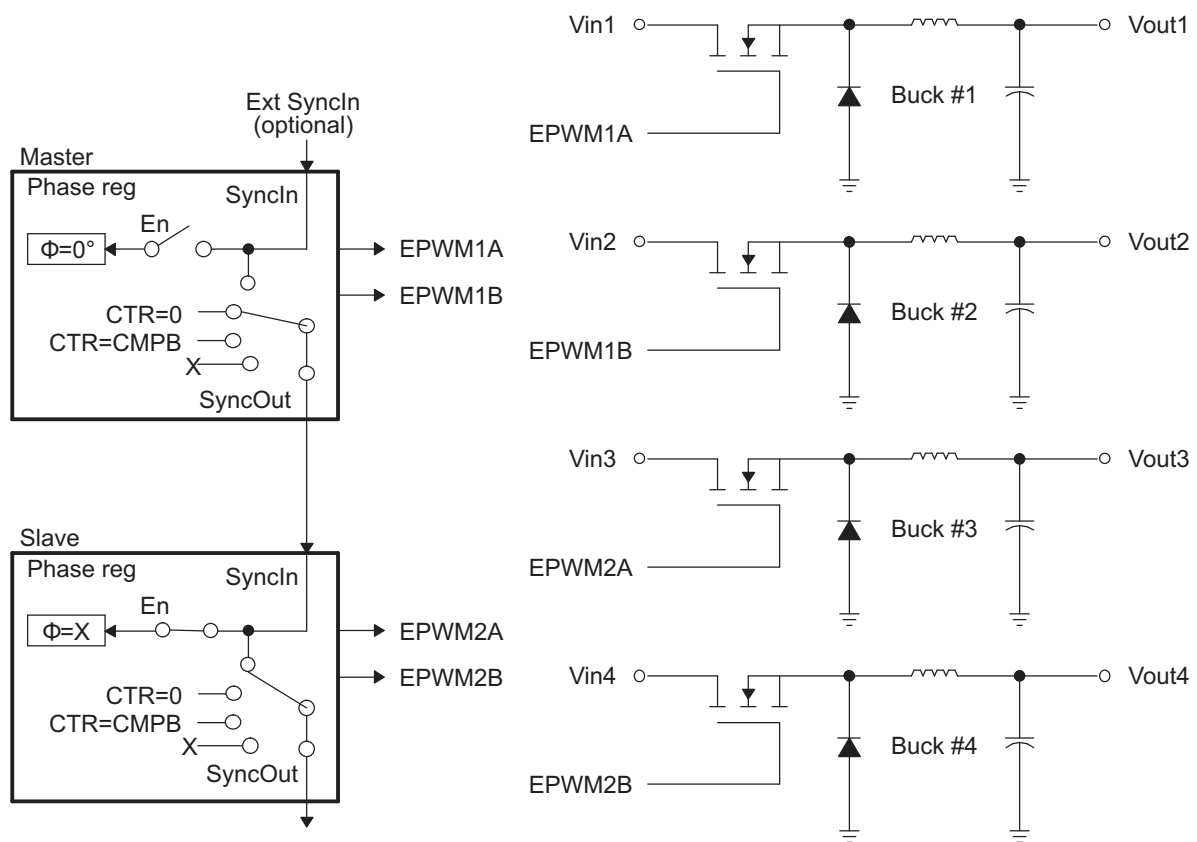 Ext SyncIn
(optional)
Master
Phase reg
SyncIn
En
Φ=0°
EPWM1A
EPWM1B
CTR=0
CTR=CMPB
X
SyncOut
Slave
Phase reg
SyncIn
En
Φ=X
EPWM2A
EPWM2B
CTR=0
CTR=CMPB
X
SyncOut
Vin1
Vout1
Buck #1
EPWM1A
Vin2
Vout2
Buck #2
EPWM1B
Vin3
Vout3
Buck #3
EPWM2A
Vin4
Vout4
Buck #4
EPWM2B